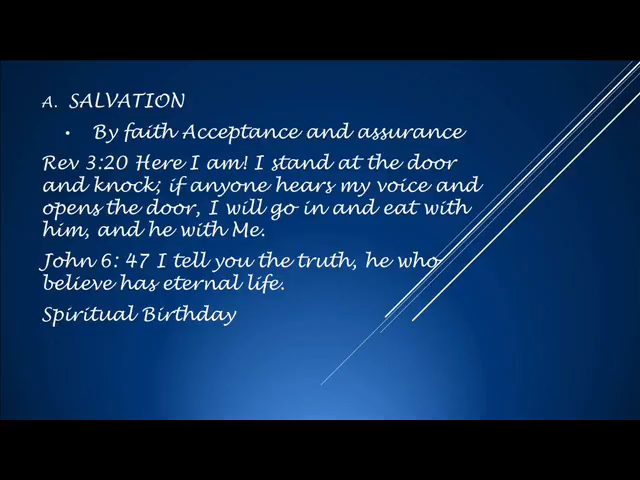 A. SALVATION
• By faith Acceptance and assurance
Rev 3:20 Here I am! I stand at the door
and knock; if anyone hears my voice and
opens the door, I will go in and eat with
him, and he with Me.
John 6: 47 I tell you the truth, he who
believe has eternal life.
Spiritual Birthday